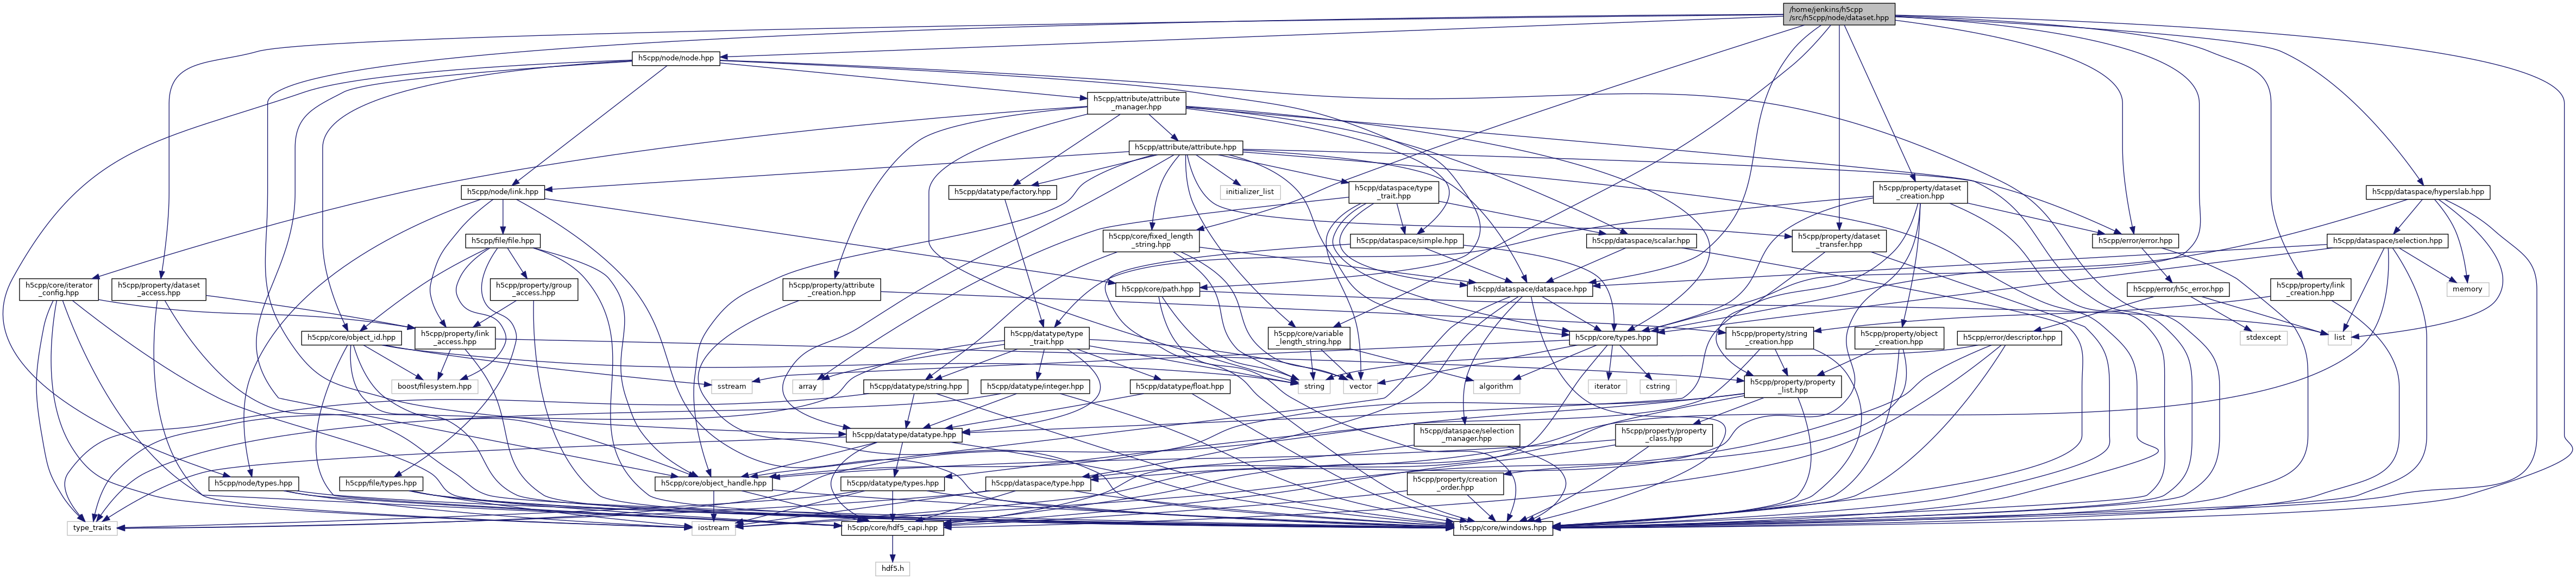 /home/jenkins/h5cpp
/src/h5cpp/node/dataset.hpp
h5cpp/node/node.hpp
h5cpp/attribute/attribute
_manager.hpp
h5cpp/attribute/attribute.hpp
h5cpp/node/link.hpp
h5cpp/datatype/factory.hpp
initializer_list
h5cpp/dataspace/type
_trait.hpp
h5cpp/property/dataset
_creation.hpp
h5cpp/dataspace/hyperslab.hpp
h5cpp/file/file.hpp
h5cpp/core/fixed_length
_string.hpp
h5cpp/dataspace/simple.hpp
h5cpp/dataspace/scalar.hpp
h5cpp/property/dataset
_transfer.hpp
h5cpp/error/error.hpp
h5cpp/dataspace/selection.hpp
h5cpp/core/iterator
_config.hpp
h5cpp/property/dataset
_access.hpp
h5cpp/property/group
_access.hpp
h5cpp/property/attribute
_creation.hpp
h5cpp/core/path.hpp
h5cpp/dataspace/dataspace.hpp
h5cpp/error/h5c_error.hpp
h5cpp/property/link
_creation.hpp
memory
h5cpp/core/object_id.hpp
h5cpp/property/link
_access.hpp
h5cpp/datatype/type
_trait.hpp
h5cpp/core/variable
_length_string.hpp
h5cpp/core/types.hpp
h5cpp/property/string
_creation.hpp
h5cpp/property/object
_creation.hpp
h5cpp/error/descriptor.hpp
stdexcept
list
boost/filesystem.hpp
sstream
array
h5cpp/datatype/string.hpp
h5cpp/datatype/integer.hpp
h5cpp/datatype/float.hpp
string
vector
algorithm
iterator
cstring
h5cpp/property/property
_list.hpp
h5cpp/datatype/datatype.hpp
h5cpp/dataspace/selection
_manager.hpp
h5cpp/property/property
_class.hpp
h5cpp/node/types.hpp
h5cpp/file/types.hpp
h5cpp/core/object_handle.hpp
h5cpp/datatype/types.hpp
h5cpp/dataspace/type.hpp
h5cpp/property/creation
_order.hpp
type_traits
iostream
h5cpp/core/hdf5_capi.hpp
h5cpp/core/windows.hpp
hdf5.h